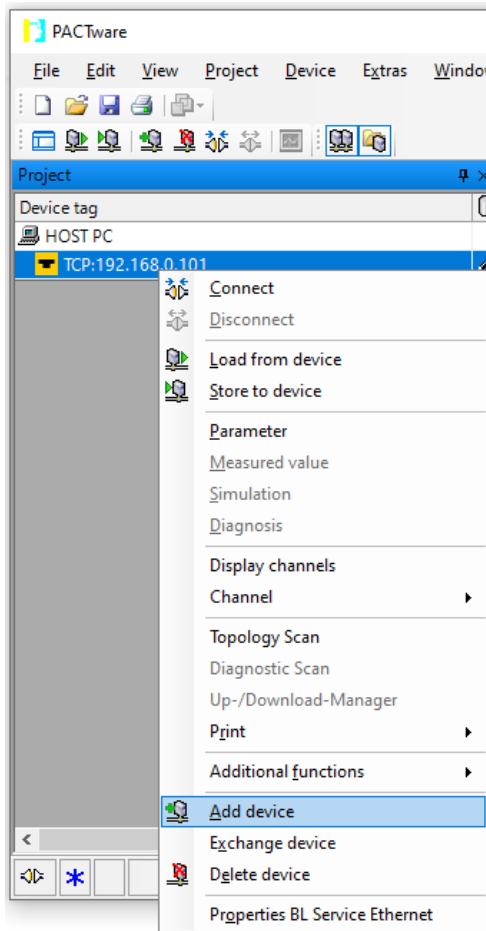 PACTware
File Edit View Project Device Extras Windo
Project
Device tag
HOST PC
TCP:192.168.0.101
Connect
Disconnect
Load from device
Store to device
Parameter
Measured value
Simulation
Diagnosis
Display channels
Channel
Topology Scan
Diagnostic Scan
Up-/Download-Manager
Print
Additional functions
Add device
Exchange device
Delete device
Properties BL Service Ethernet